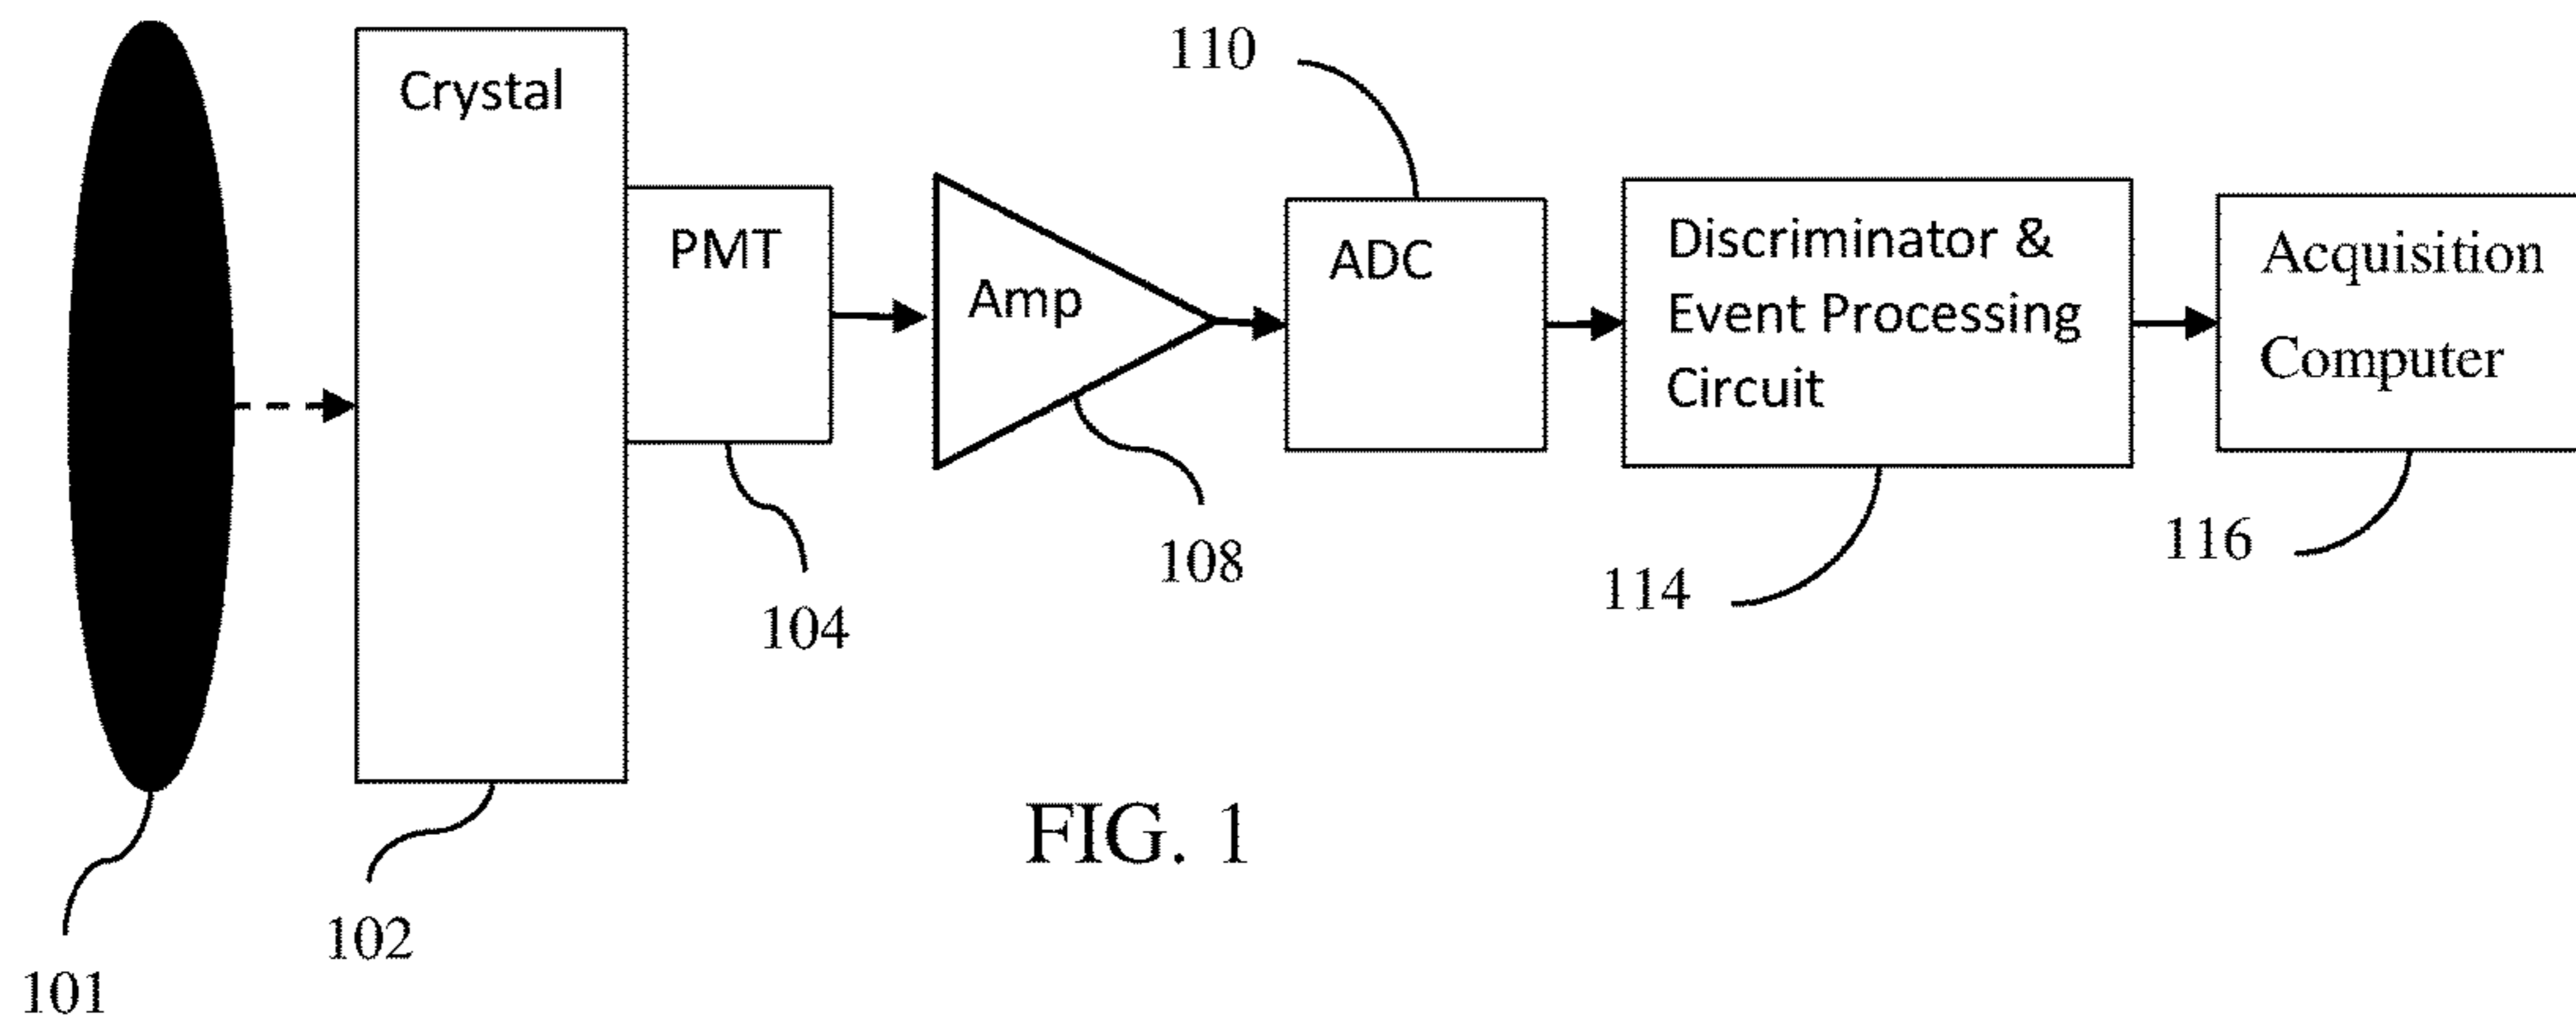 110
Crystal
PMT
Amp
ADC
Discriminator &
Event Processing
Circuit
Acquisition
Computer
104
108
114
116
102
101
FIG. 1